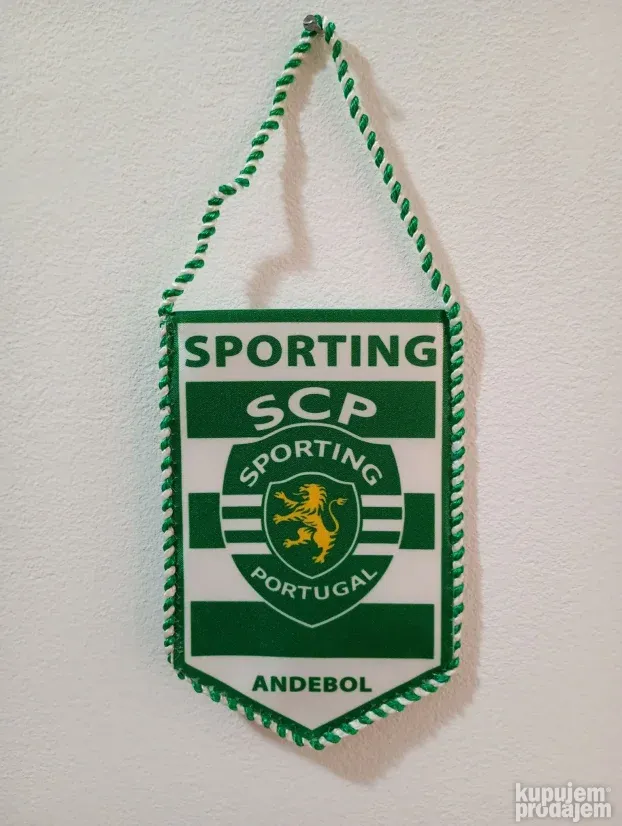 SPORTING
SCP
SPORTING
PORTUGAL
ANDEBOL
kupujem
prodajem